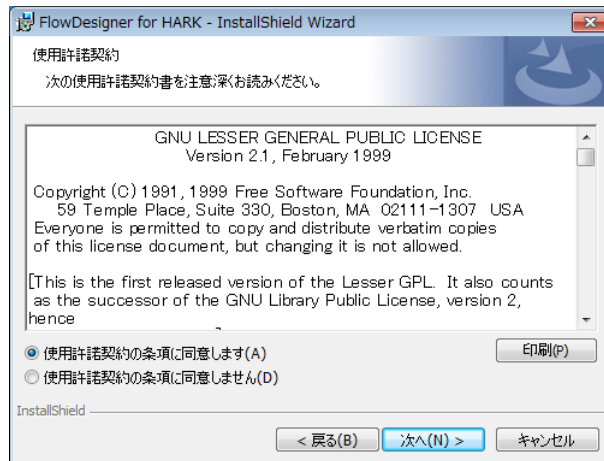 FlowDesigner for HARK - InstallShield Wizard
使用許諾契約
次の使用許諾契約書を注意深くお読みください。
GNU LESSER GENERAL PUBLIC LICENSE
Version 2.1, February 1999
Copyright (C) 1991, 1999 Free Software Foundation, Inc.
59 Temple Place, Suite 330, Boston, MA 02111-1307 USA
Everyone is permitted to copy and distribute verbatim copies
of this license document, but changing it is not allowed.
[This is the first released version of the Lesser GPL. It also counts
as the successor of the GNU Library Public License, version 2,
hence
使用許諾契約の条項に同意します(A)
印刷(P)
使用許諾契約の条項に同意しません(D)
InstallShield
< 戻る(B)
次へ(N) >
キャンセル